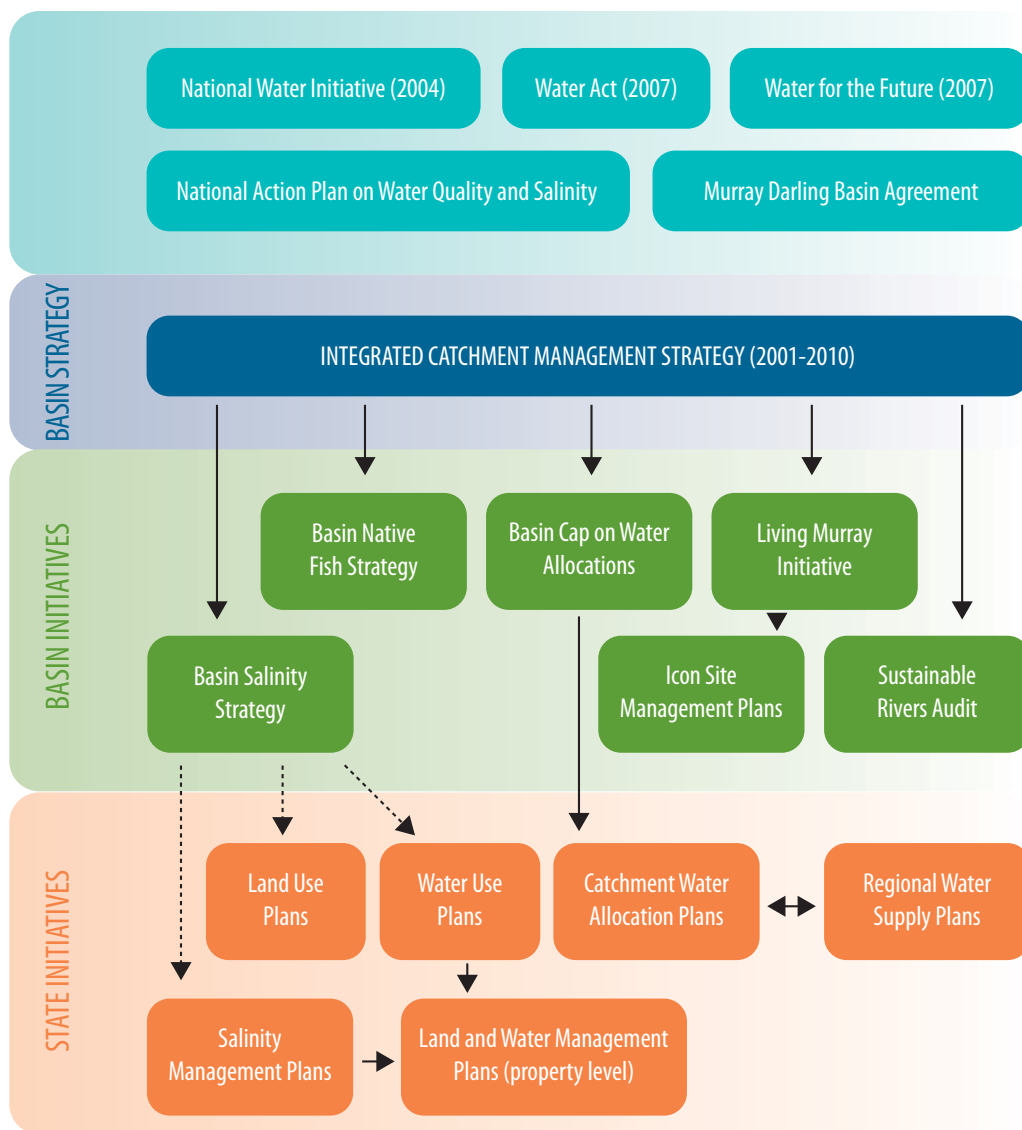 National Water Initiative (2004)
Water Act (2007)
Water for the Future (2007)
National Action Plan on Water Quality and Salinity
Murray Darling Basin Agreement
BASIN STRATEGY
INTEGRATED CATCHMENT MANAGEMENT STRATEGY (2001-2010)
BASIN INITIATIVES
Basin Native
Fish Strategy
Basin Cap on Water
Allocations
Living Murray
Initiative
Basin Salinity
Strategy
Icon Site
Management Plans
Sustainable
Rivers Audit
STATE INITIATIVES
Land Use
Plans
Water Use
Plans
Catchment Water
Allocation Plans
Regional Water
Supply Plans
Salinity
Management Plans
Land and Water Management
Plans (property level)